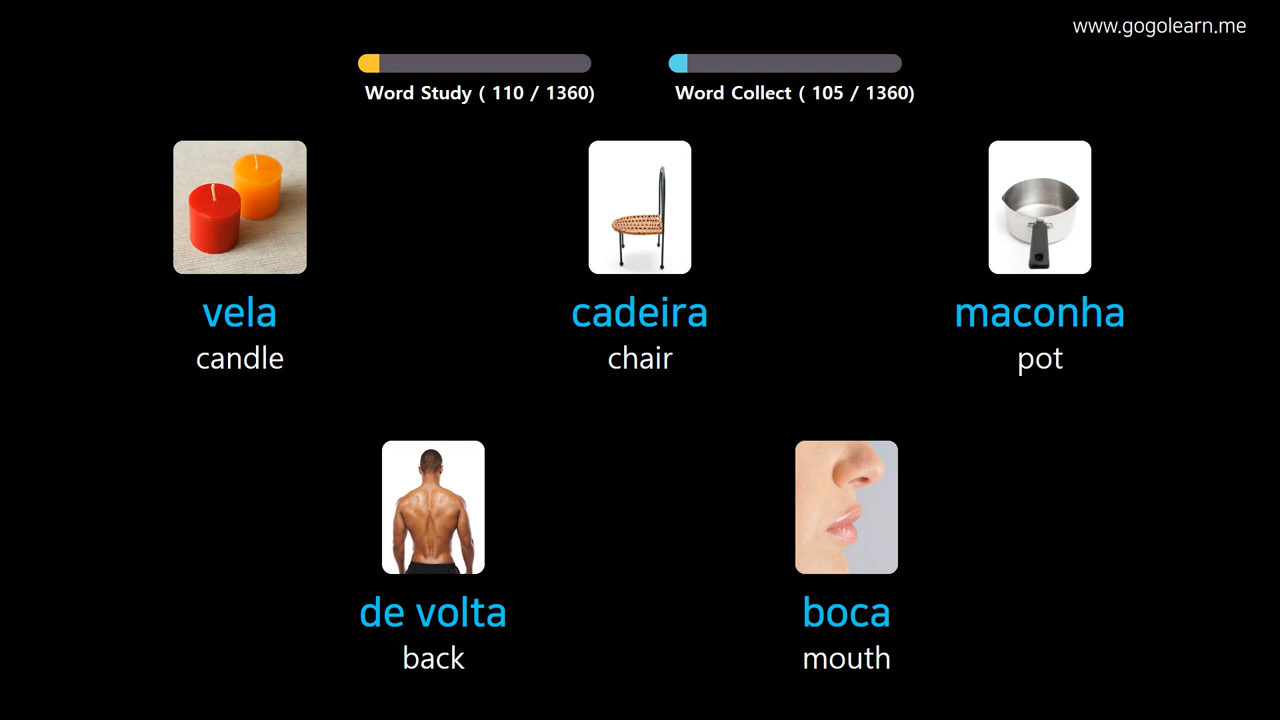 www.gogolearn.me
Word Study ( 110 / 1360)
Word Collect ( 105 / 1360)
vela
candle
cadeira
chair
maconha
pot
de volta
back
boca
mouth